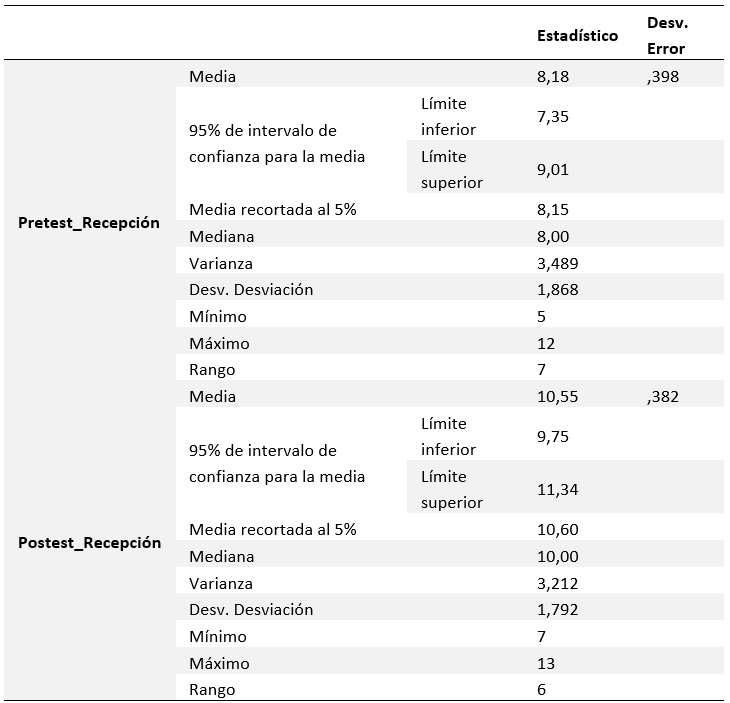 Estadístico Desv. Error
Pretest_Recepción
Media 8,18 ,398
95% de intervalo de confianza para la media Límite inferior 7,35
Límite superior 9,01
Media recortada al 5% 8,15
Mediana 8,00
Varianza 3,489
Desv. Desviación 1,868
Mínimo 5
Máximo 12
Rango 7
Postest_Recepción
Media 10,55 ,382
95% de intervalo de confianza para la media Límite inferior 9,75
Límite superior 11,34
Media recortada al 5% 10,60
Mediana 10,00
Varianza 3,212
Desv. Desviación 1,792
Mínimo 7
Máximo 13
Rango 6